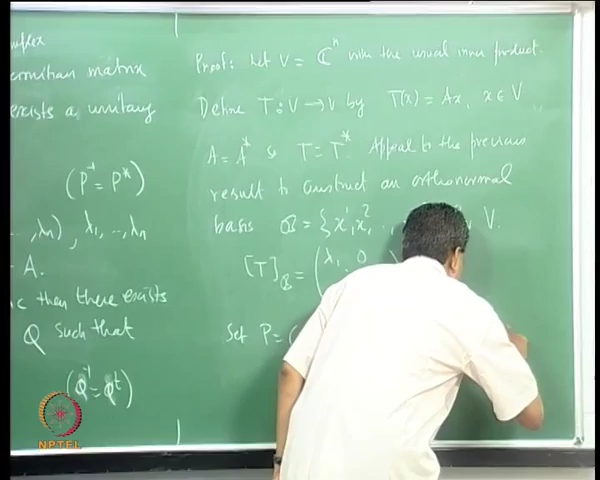 mplex
ermitian matrix
exists a unitary
(P⁻¹ = P*)
, λn), λ1, .., λn
A.
c then there exists
Q such that
(Q⁻¹ = Qᵗ)
Proof: Let V = ℂⁿ with the usual inner product.
Define T: V → V by T(x) = Ax, x ∈ V
A = A* ⇒ T = T*. Appeal to the previous
result to construct an orthonormal
basis B = {x¹, x², .., V.
[T]_B = (λ1 0
Set P = (
NPTEL